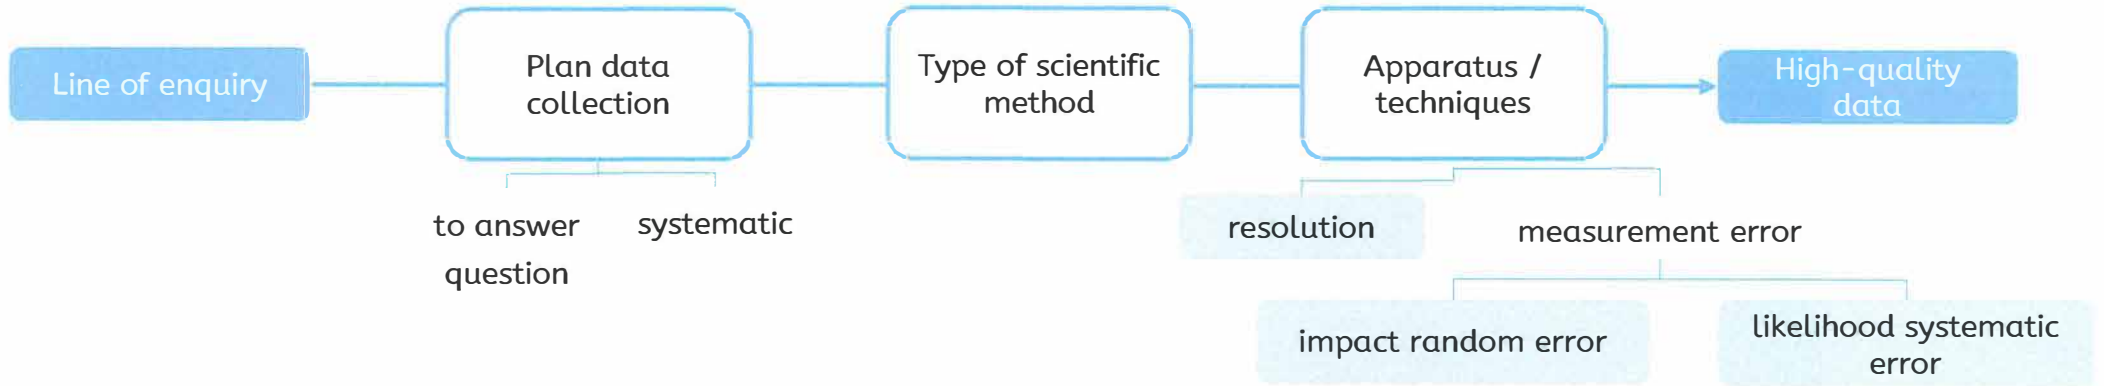 Line of enquiry
Plan data
collection
Type of scientific
method
Apparatus /
techniques
High-quality
data
to answer
question
systematic
resolution
measurement error
impact random error
likelihood systematic
error